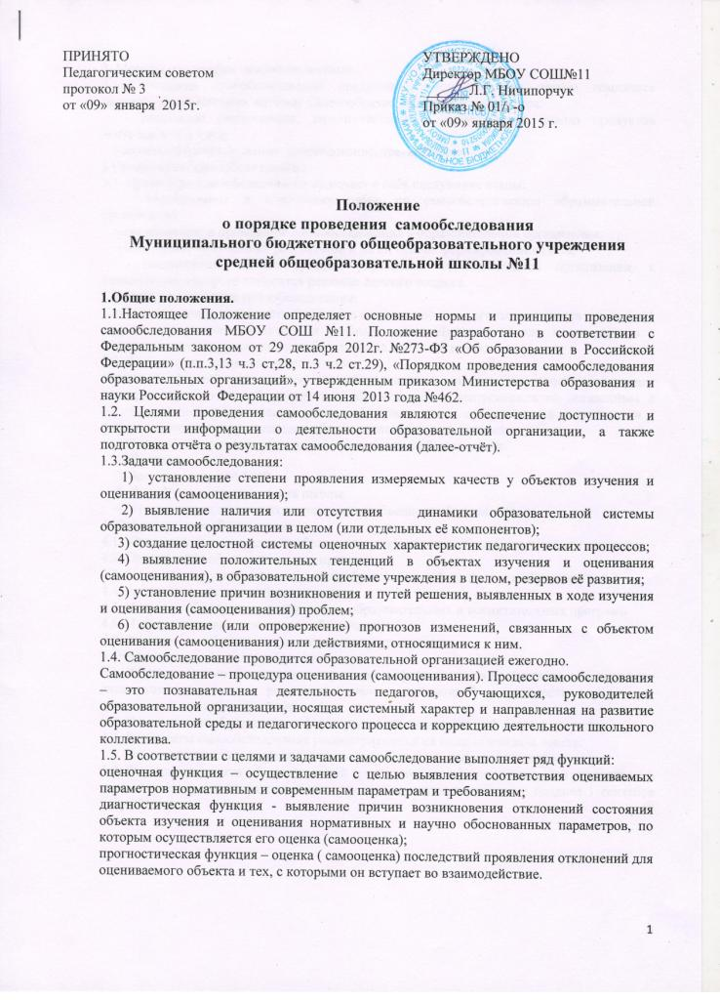 ПРИНЯТО
Педагогическим советом
протокол № 3
от «09»  января  2015г.
УТВЕРЖДЕНО
Директор МБОУ СОШ№11
Л.Г. Ничипорчук
Приказ № 01/1 -о
от «09» января 2015 г.
Положение
о порядке проведения  самообследования
Муниципального бюджетного общеобразовательного учреждения
средней общеобразовательной школы №11
1.Общие положения.
1.1.Настоящее Положение определяет основные нормы и принципы проведения
самообследования МБОУ СОШ №11. Положение разработано в соответствии с
Федеральным законом от 29 декабря 2012г. №273-ФЗ «Об образовании в Российской
Федерации» (п.п.3,13 ч.3 ст,28, п.3 ч.2 ст.29), «Порядком проведения самообследования
образовательных организаций», утвержденным приказом Министерства  образования  и
науки Российской  Федерации от 14 июня  2013 года №462.
1.2. Целями проведения самообследования являются обеспечение доступности и
открытости информации о деятельности образовательной организации, а также
подготовка отчёта о результатах самообследования (далее-отчёт).
1.3.Задачи самообследования:
1)  установление степени проявления измеряемых качеств у объектов изучения и
оценивания (самооценивания);
2) выявление наличия или отсутствия  динамики образовательной системы
образовательной организации в целом (или отдельных её компонентов);
3) создание целостной  системы  оценочных  характеристик педагогических процессов;
4) выявление положительных тенденций в объектах изучения и оценивания
(самооценивания), в образовательной системе учреждения в целом, резервов её развития;
5) установление причин возникновения и путей решения, выявленных в ходе изучения
и оценивания (самооценивания) проблем;
6) составление (или опровержение) прогнозов изменений, связанных с объектом
оценивания (самооценивания) или действиями, относящимися к ним.
1.4. Самообследование проводится образовательной организацией ежегодно.
Самообследование – процедура оценивания (самооценивания). Процесс самообследования
– это познавательная деятельность педагогов, обучающихся, руководителей
образовательной организации, носящая системный характер и направленная на развитие
образовательной среды и педагогического процесса и коррекцию деятельности школьного
коллектива.
1.5. В соответствии с целями и задачами самообследование выполняет ряд функций:
оценочная функция – осуществление  с целью выявления соответствия оцениваемых
параметров нормативным и современным параметрам и требованиям;
диагностическая функция - выявление причин возникновения отклонений состояния
объекта изучения и оценивания нормативных и научно обоснованных параметров, по
которым осуществляется его оценка (самооценка);
прогностическая функция – оценка ( самооценка) последствий проявления отклонений для
оцениваемого объекта и тех, с которыми он вступает во взаимодействие.
1